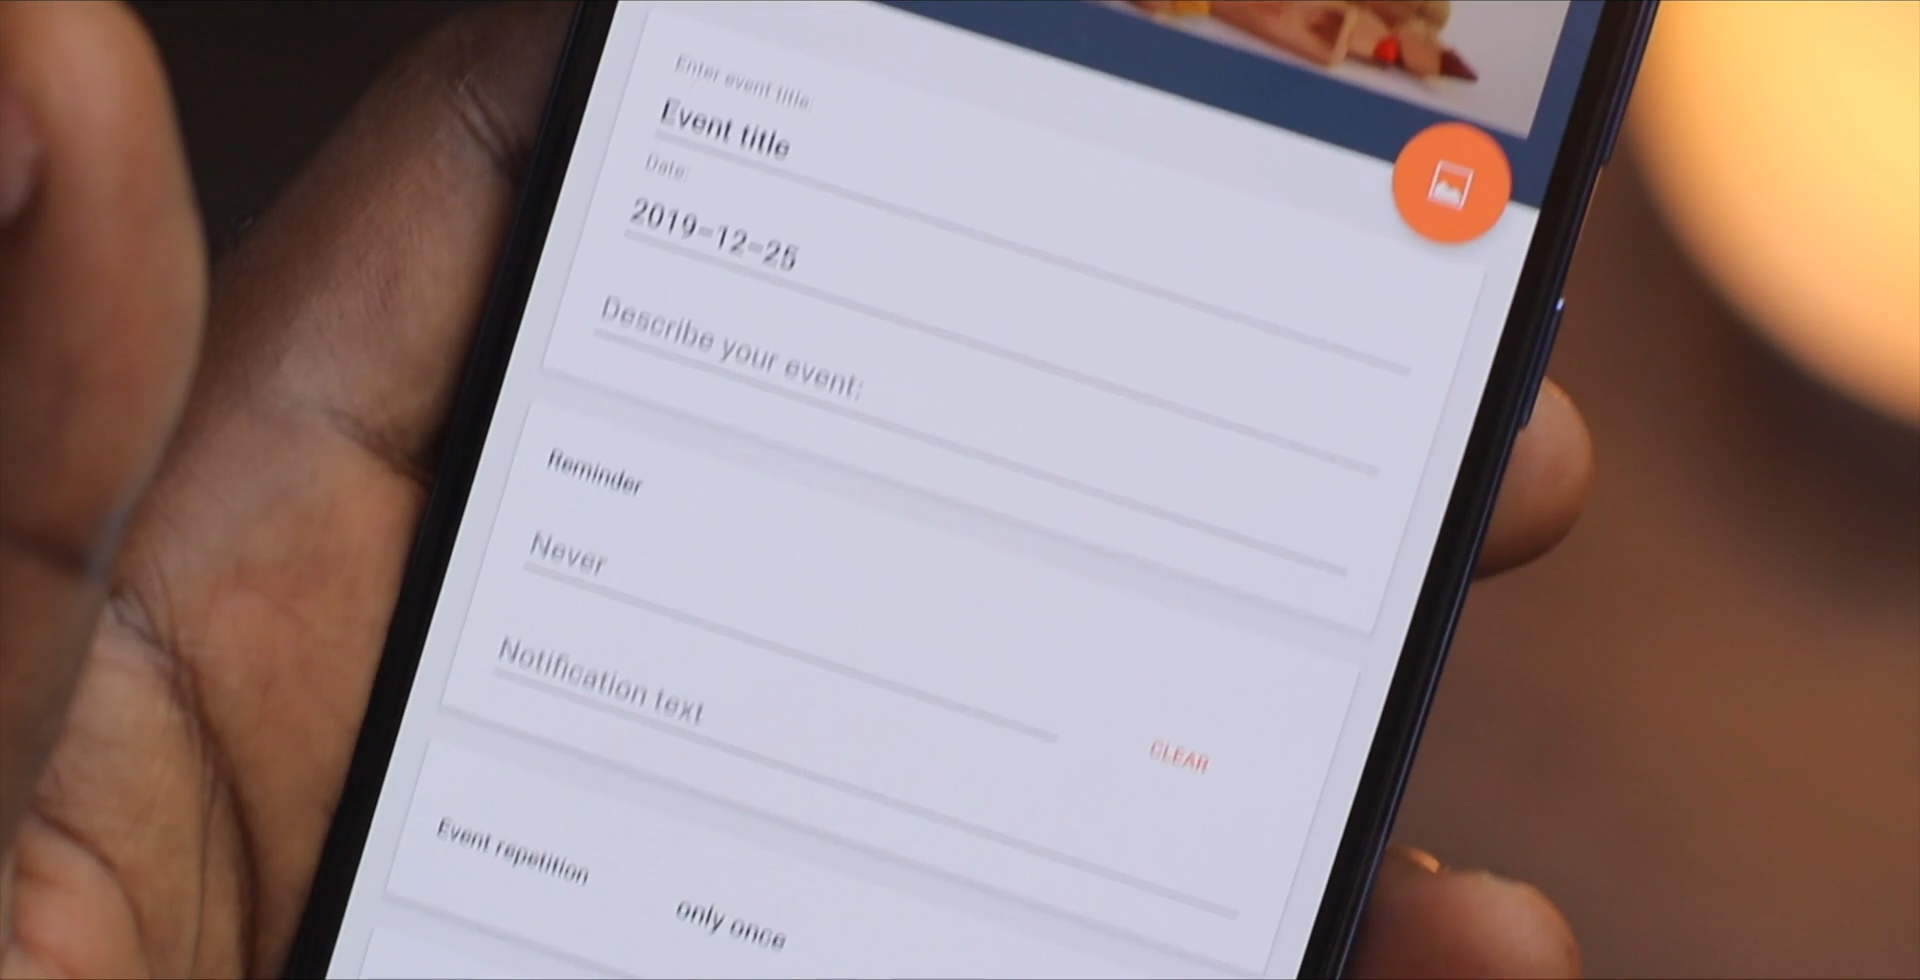 Enter event title:
Event title
Date:
2019-12-25
Describe your event:
Reminder
Never
Notification text
CLEAR
Event repetition
only once